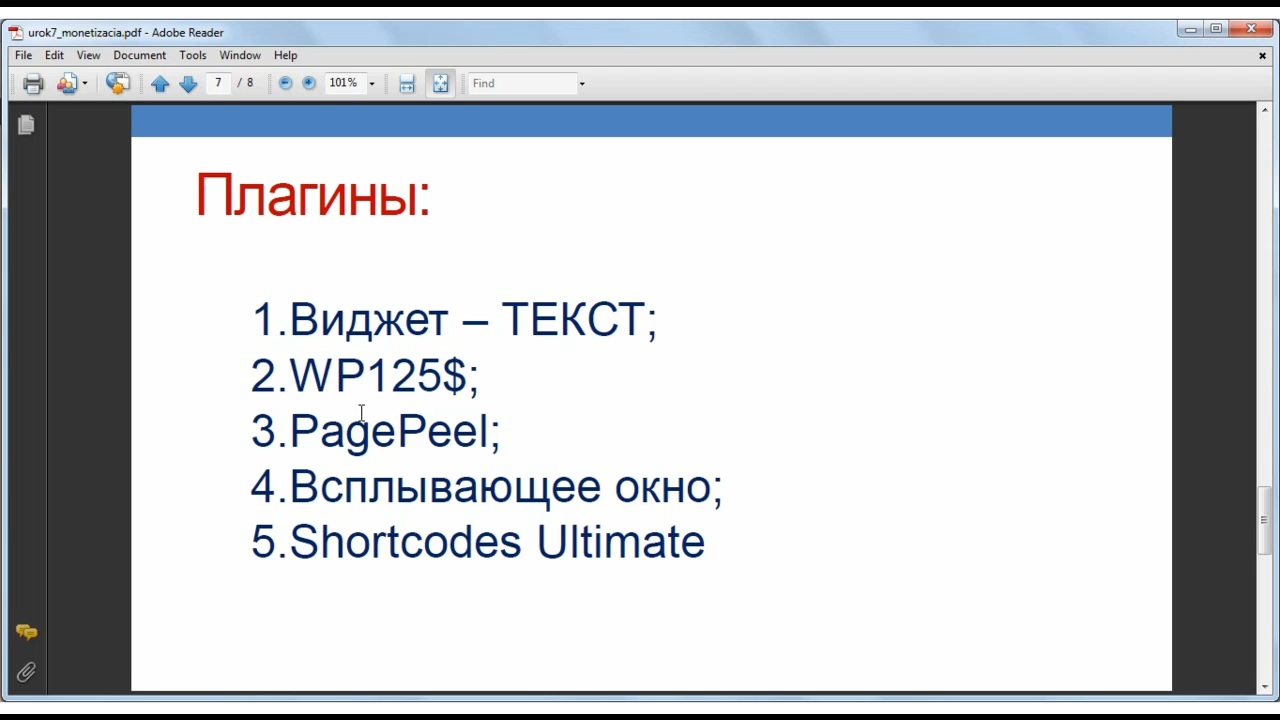 urok7_monetizacia.pdf - Adobe Reader
File Edit View Document Tools Window Help
7 / 8 101% Find
Плагины:
1.Виджет – ТЕКСТ;
2.WP125$;
3.PagePeel;
4.Всплывающее окно;
5.Shortcodes Ultimate